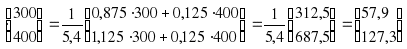 (300 400) = 1/5,4 (0,875 ·300 + 0,125 ·400 1,125 ·300 + 0,125 ·400) = 1/5,4 (312,5 687,5) = (57,9 127,3)